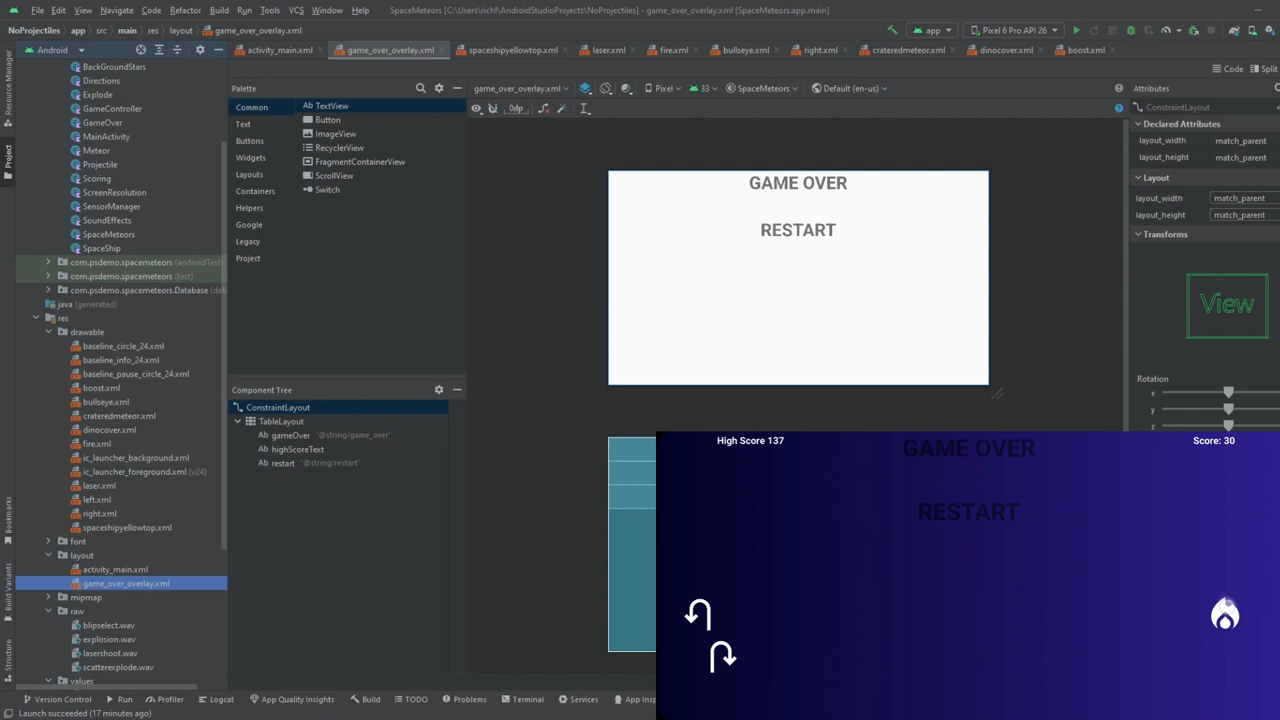 File Edit View Navigate Code Refactor Build Run Tools VCS Window Help SpaceMeteors [C:\Users\richf\AndroidStudioProjects\NoProjectiles] - game_over_overlay.xml [SpaceMeteors.app.main]
NoProjectiles app src main res layout game_over_overlay.xml app Pixel 6 Pro API 26
Android activity_main.xml game_over_overlay.xml spaceshipyellowtop.xml laser.xml fire.xml bullseye.xml right.xml crateredmeteor.xml dinocover.xml boost.xml
Code Split
Resource Manager
Project
Bookmarks
Build Variants
Structure
BackGroundStars
Directions
Explode
GameController
GameOver
MainActivity
Meteor
Projectile
Scoring
ScreenResolution
SensorManager
SoundEffects
SpaceMeteors
SpaceShip
com.psdemo.spacemeteors (androidTest)
com.psdemo.spacemeteors (test)
com.psdemo.spacemeteors.Database (de
java (generated)
res
drawable
baseline_circle_24.xml
baseline_info_24.xml
baseline_pause_circle_24.xml
boost.xml
bullseye.xml
crateredmeteor.xml
dinocover.xml
fire.xml
ic_launcher_background.xml
ic_launcher_foreground.xml (v24)
laser.xml
left.xml
right.xml
spaceshipyellowtop.xml
font
layout
activity_main.xml
game_over_overlay.xml
mipmap
raw
blipselect.wav
explosion.wav
lasershoot.wav
scatterexplode.wav
values
Palette
Common
Text
Buttons
Widgets
Layouts
Containers
Helpers
Google
Legacy
Project
Ab TextView
Button
ImageView
RecyclerView
FragmentContainerView
ScrollView
Switch
Component Tree
ConstraintLayout
TableLayout
Ab gameOver "@string/game_over"
Ab highScoreText
Ab restart "@string/restart"
game_over_overlay.xml Pixel 33 SpaceMeteors Default (en-us)
0dp
GAME OVER
RESTART
Attributes
ConstraintLayout
Declared Attributes
layout_width match_parent
layout_height match_parent
Layout
layout_width match_parent
layout_height match_parent
Transforms
View
Rotation
x
y
z
High Score 137 GAME OVER Score: 30
RESTART
Version Control Run Profiler Logcat App Quality Insights Build TODO Problems Terminal Services App Insp
Launch succeeded (17 minutes ago)